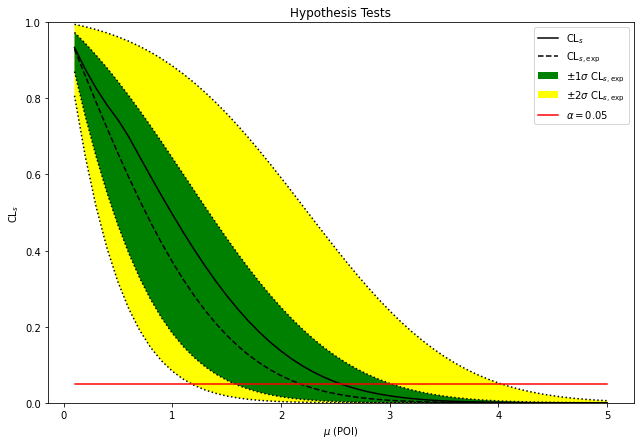 Hypothesis Tests
CLₛ
CLₛ,ₑₓₚ
±1σ CLₛ,ₑₓₚ
±2σ CLₛ,ₑₓₚ
α = 0.05
1.0
0.8
0.6
0.4
0.2
0.0
CLₛ
0 1 2 3 4 5
μ (POI)